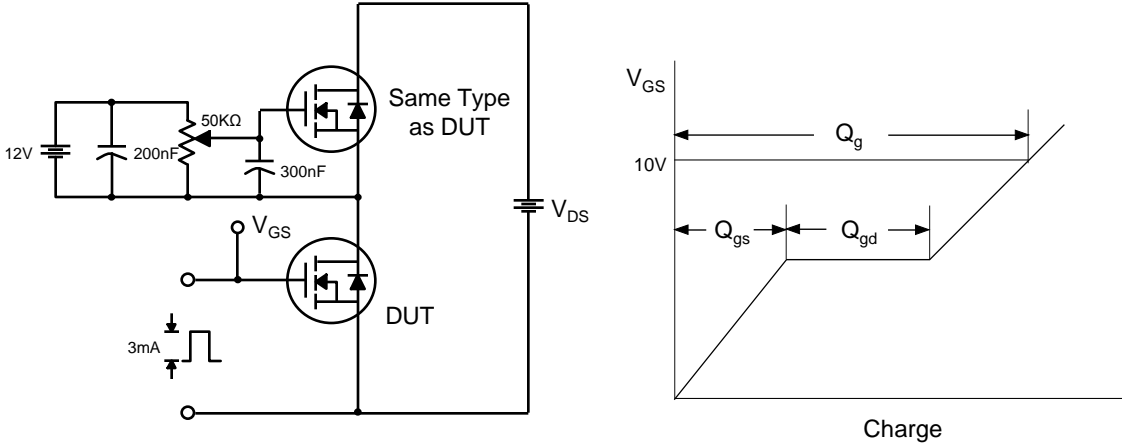 Same Type
as DUT
50KΩ
12V
200nF
300nF
V_GS
V_DS
DUT
3mA
V_GS
Q_g
10V
Q_gs
Q_gd
Charge